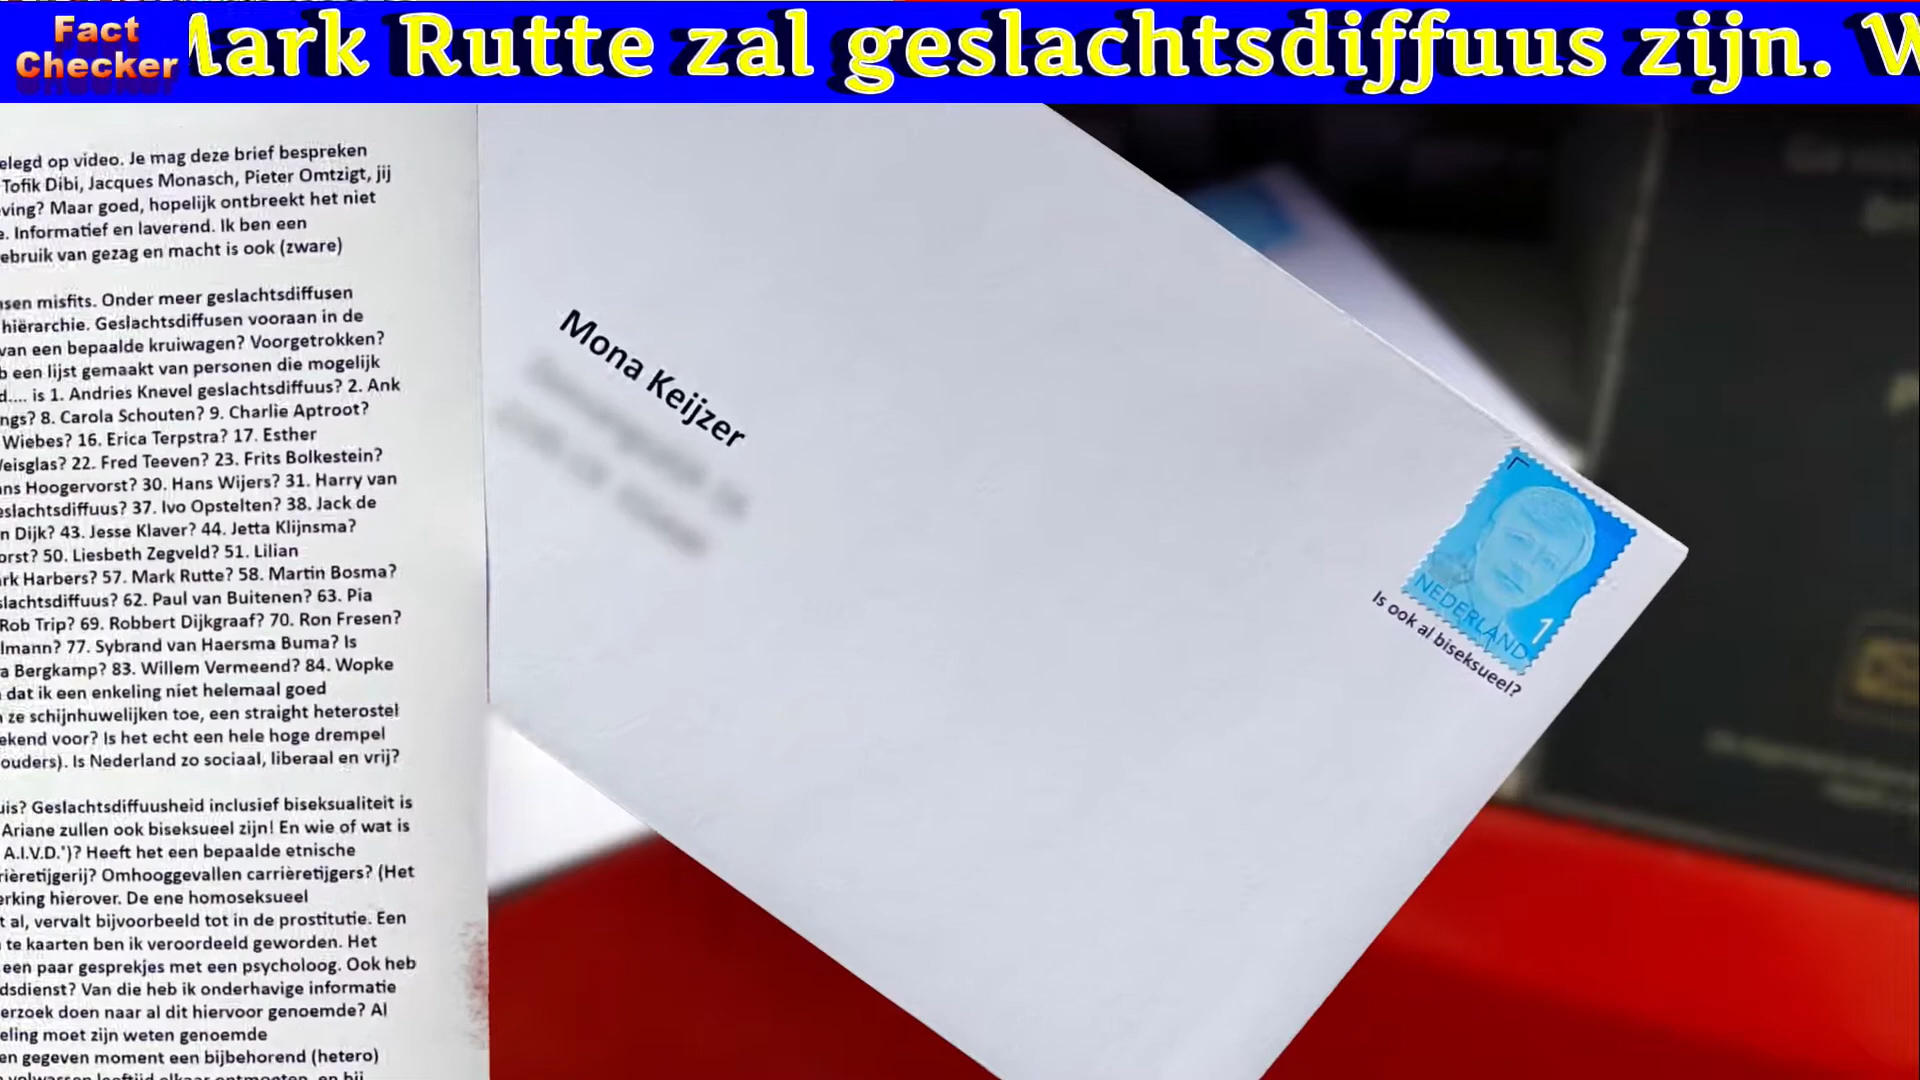 Fact
Checker
Mark Rutte zal geslachtsdiffuus zijn. W
elegd op video. Je mag deze brief bespreken
Tofik Dibi, Jacques Monasch, Pieter Omtzigt, jij
ving? Maar goed, hopelijk ontbreekt het niet
e. Informatief en laverend. Ik ben een
ebruik van gezag en macht is ook (zware)
nsen misfits. Onder meer geslachtsdiffusen
hiërarchie. Geslachtsdiffusen vooraan in de
van een bepaalde kruiwagen? Voorgetrokken?
b een lijst gemaakt van personen die mogelijk
d.... is 1. Andries Knevel geslachtsdiffuus? 2. Ank
ngs? 8. Carola Schouten? 9. Charlie Aptroot?
Wiebes? 16. Erica Terpstra? 17. Esther
Weisglas? 22. Fred Teeven? 23. Frits Bolkestein?
ans Hoogervorst? 30. Hans Wijers? 31. Harry van
eslachtsdiffuus? 37. Ivo Opstelten? 38. Jack de
n Dijk? 43. Jesse Klaver? 44. Jetta Klijnsma?
orst? 50. Liesbeth Zegveld? 51. Lilian
ark Harbers? 57. Mark Rutte? 58. Martin Bosma?
slachtsdiffuus? 62. Paul van Buitenen? 63. Pia
Rob Trip? 69. Robbert Dijkgraaf? 70. Ron Fresen?
lmann? 77. Sybrand van Haersma Buma? Is
a Bergkamp? 83. Willem Vermeend? 84. Wopke
dat ik een enkeling niet helemaal goed
n ze schijnhuwelijken toe, een straight heterostel
ekend voor? Is het echt een hele hoge drempel
ouders). Is Nederland zo sociaal, liberaal en vrij?
uis? Geslachtsdiffuusheid inclusief biseksualiteit is
Ariane zullen ook biseksueel zijn! En wie of wat is
A.I.V.D.")? Heeft het een bepaalde etnische
rièretijgerij? Omhooggevallen carrièretijgers? (Het
erking hierover. De ene homoseksueel
t al, vervalt bijvoorbeeld tot in de prostitutie. Een
te kaarten ben ik veroordeeld geworden. Het
een paar gesprekjes met een psycholoog. Ook heb
dsdienst? Van die heb ik onderhavige informatie
erzoek doen naar al dit hiervoor genoemde? Al
eling moet zijn weten genoemde
en gegeven moment een bijbehorend (hetero)
volwassen leeftijd elkaar ontmoeten, en bij
Mona Keijzer
NEDERLAND
1
Is ook al biseksueel?